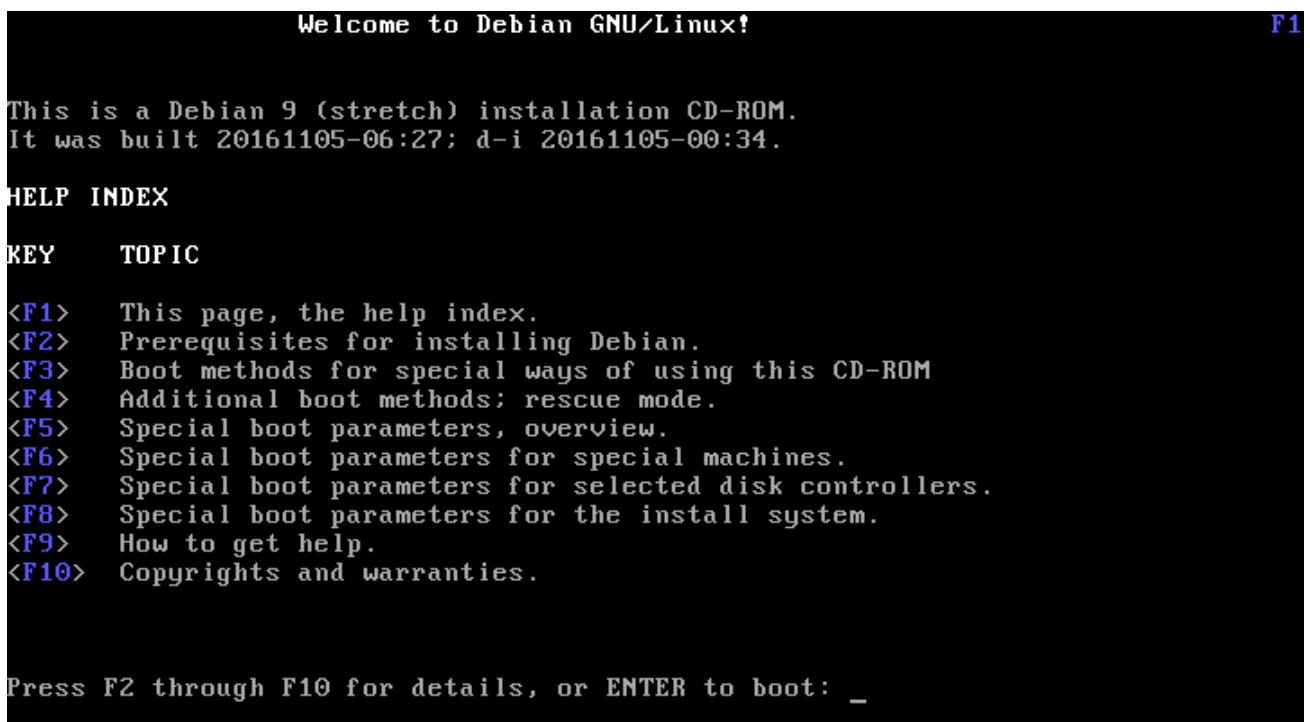 Welcome to Debian GNU/Linux! F1
This is a Debian 9 (stretch) installation CD-ROM.
It was built 20161105-06:27; d-i 20161105-00:34.
HELP INDEX
KEY TOPIC
<F1> This page, the help index.
<F2> Prerequisites for installing Debian.
<F3> Boot methods for special ways of using this CD-ROM
<F4> Additional boot methods; rescue mode.
<F5> Special boot parameters, overview.
<F6> Special boot parameters for special machines.
<F7> Special boot parameters for selected disk controllers.
<F8> Special boot parameters for the install system.
<F9> How to get help.
<F10> Copyrights and warranties.
Press F2 through F10 for details, or ENTER to boot: _